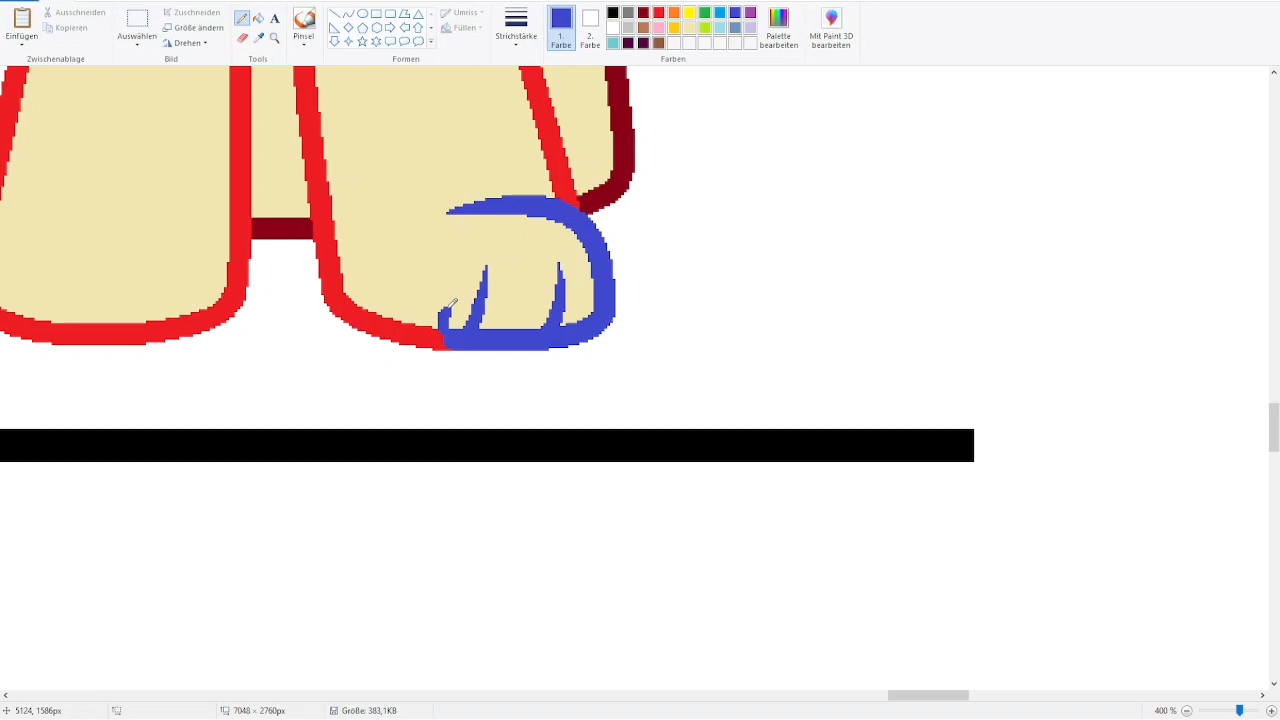 Einfügen
Ausschneiden
Kopieren
Zwischenablage
Auswählen
Zuschneiden
Größe ändern
Drehen
Bild
A
Tools
Pinsel
Umriss
Füllen
Formen
Strichstärke
1.
Farbe
2.
Farbe
Palette
bearbeiten
Farben
Mit Paint 3D
bearbeiten
5124, 1586px
7048 × 2760px
Größe: 383,1KB
400 %